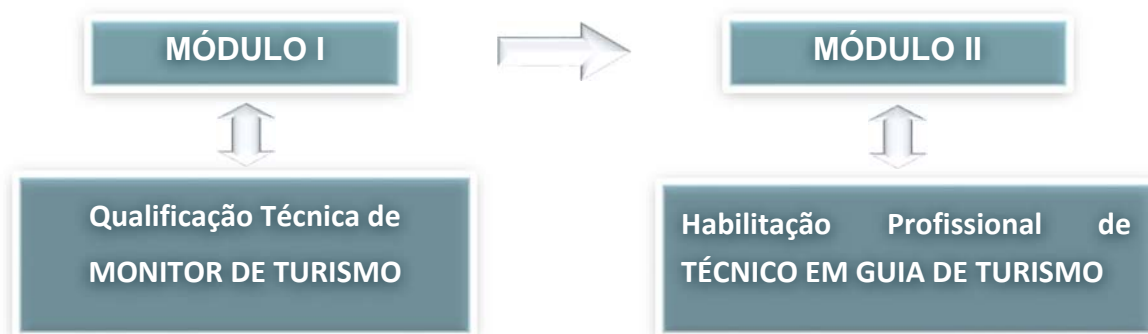 MÓDULO I
MÓDULO II
Qualificação Técnica de
MONITOR DE TURISMO
Habilitação Profissional de
TÉCNICO EM GUIA DE TURISMO